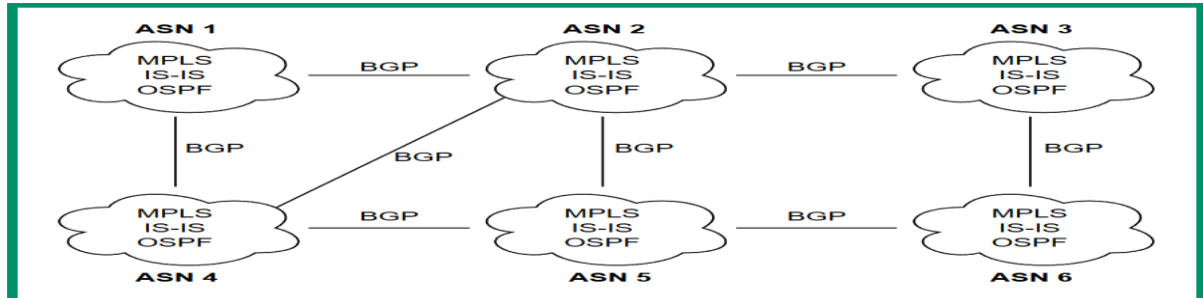 ASN 1
ASN 2
ASN 3
MPLS
IS-IS
OSPF
BGP
MPLS
IS-IS
OSPF
BGP
MPLS
IS-IS
OSPF
BGP
BGP
BGP
BGP
MPLS
IS-IS
OSPF
BGP
MPLS
IS-IS
OSPF
BGP
MPLS
IS-IS
OSPF
ASN 4
ASN 5
ASN 6